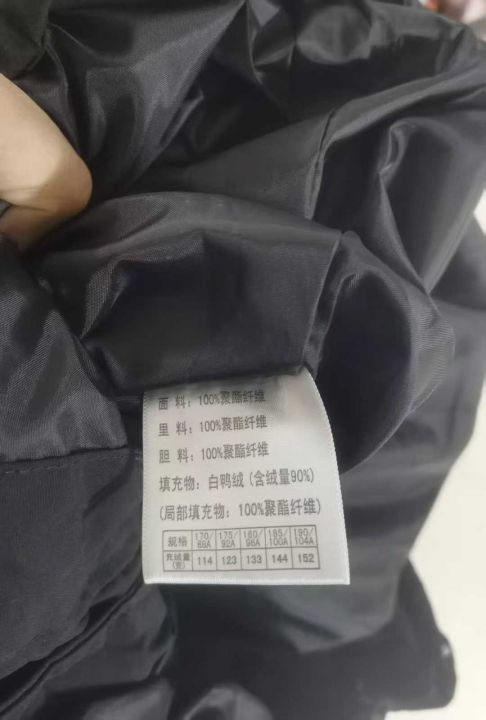 面 料：100%聚酯纤维
里 料：100%聚酯纤维
胆 料：100%聚酯纤维
填充物：白鸭绒(含绒量90%)
(局部填充物：100%聚酯纤维)
规格 170/88A 175/92A 180/96A 185/100A 190/104A
充绒量(克) 114 123 133 144 152